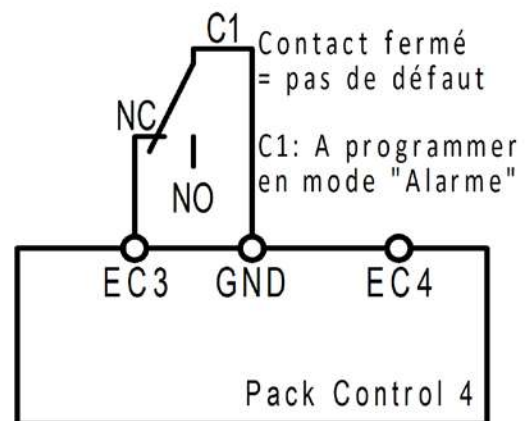 C1
Contact fermé
= pas de défaut
NC
C1: A programmer
en mode "Alarme"
NO
EC3 GND EC4
Pack Control 4